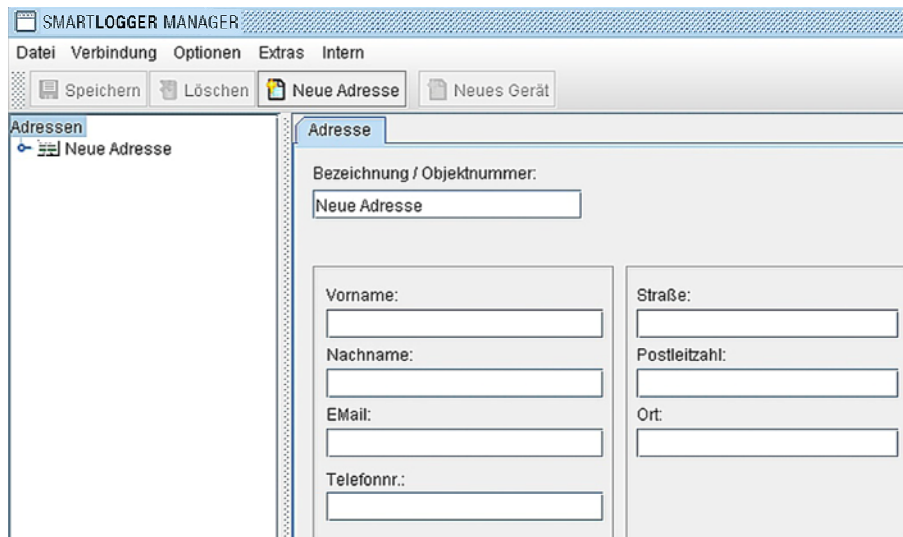 SMARTLOGGER MANAGER
Datei Verbindung Optionen Extras Intern
Speichern Löschen Neue Adresse Neues Gerät
Adressen
Neue Adresse
Adresse
Bezeichnung / Objektnummer:
Neue Adresse
Vorname:
Nachname:
EMail:
Telefonnr.:
Straße:
Postleitzahl:
Ort: